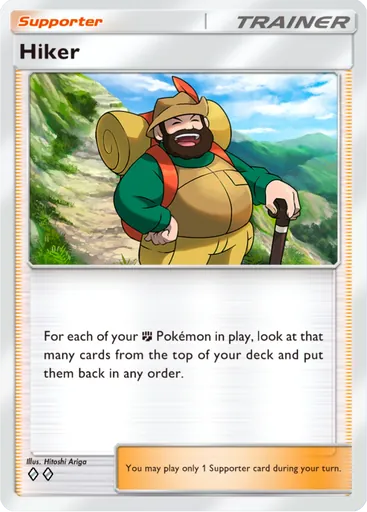 Supporter
TRAINER
Hiker
For each of your Pokémon in play, look at that
many cards from the top of your deck and put
them back in any order.
Illus. Hitoshi Ariga
You may play only 1 Supporter card during your turn.